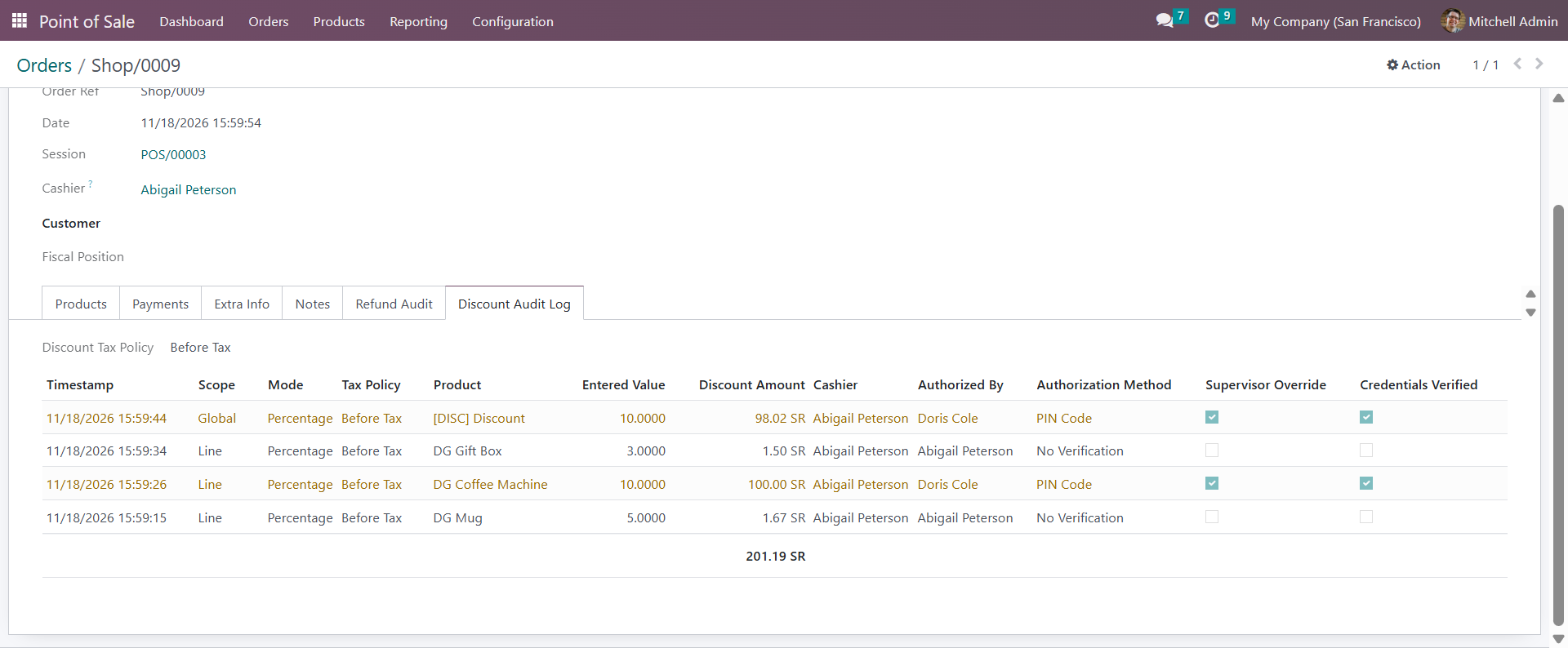 Point of Sale Dashboard Orders Products Reporting Configuration 7 9 My Company (San Francisco) Mitchell Admin
Orders / Shop/0009 Action 1 / 1
Order Ref Shop/0009
Date 11/18/2026 15:59:54
Session POS/00003
Cashier ? Abigail Peterson
Customer
Fiscal Position
Products Payments Extra Info Notes Refund Audit Discount Audit Log
Discount Tax Policy Before Tax
Timestamp Scope Mode Tax Policy Product Entered Value Discount Amount Cashier Authorized By Authorization Method Supervisor Override Credentials Verified
11/18/2026 15:59:44 Global Percentage Before Tax [DISC] Discount 10.0000 98.02 SR Abigail Peterson Doris Cole PIN Code
11/18/2026 15:59:34 Line Percentage Before Tax DG Gift Box 3.0000 1.50 SR Abigail Peterson Abigail Peterson No Verification
11/18/2026 15:59:26 Line Percentage Before Tax DG Coffee Machine 10.0000 100.00 SR Abigail Peterson Doris Cole PIN Code
11/18/2026 15:59:15 Line Percentage Before Tax DG Mug 5.0000 1.67 SR Abigail Peterson Abigail Peterson No Verification
201.19 SR